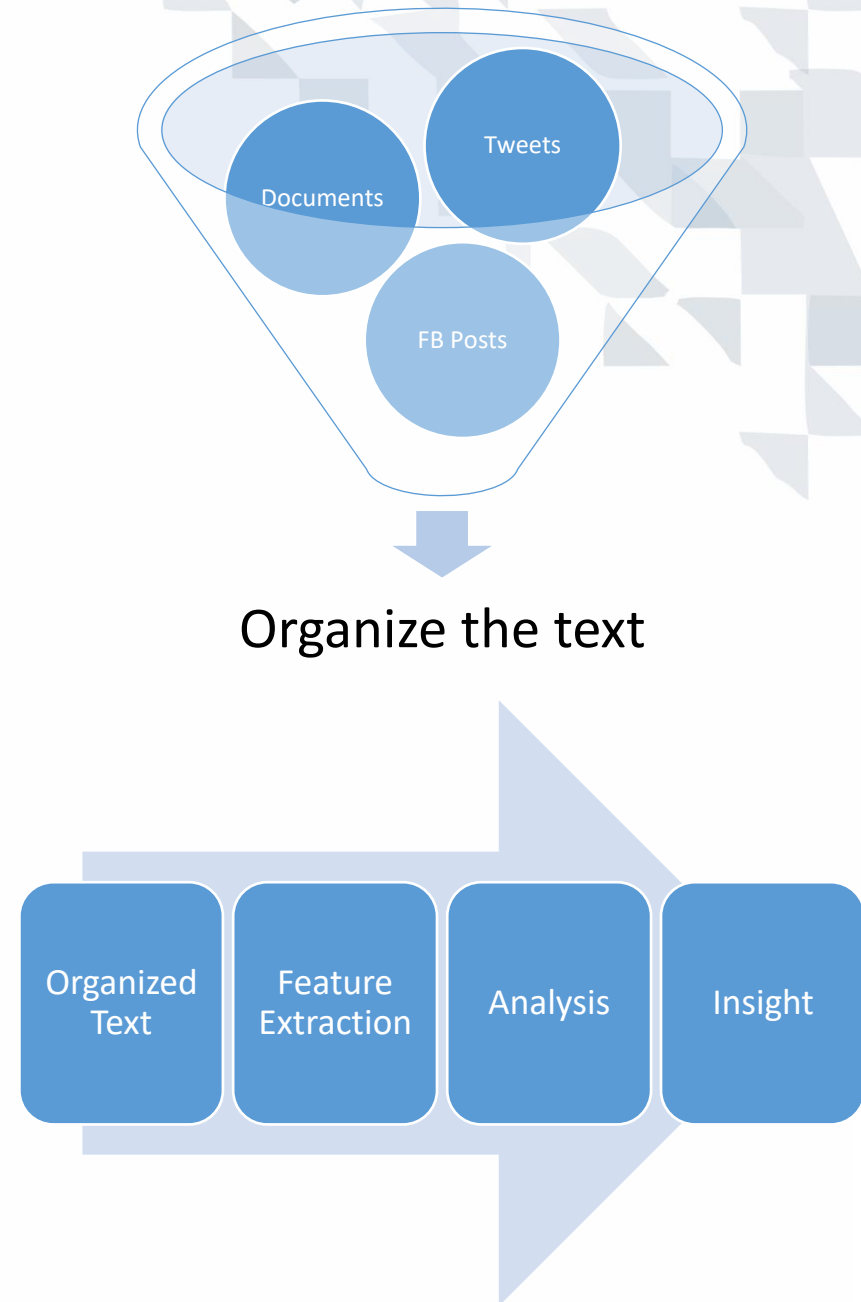 Tweets
Documents
FB Posts
Organize the text
Organized
Text
Feature
Extraction
Analysis
Insight